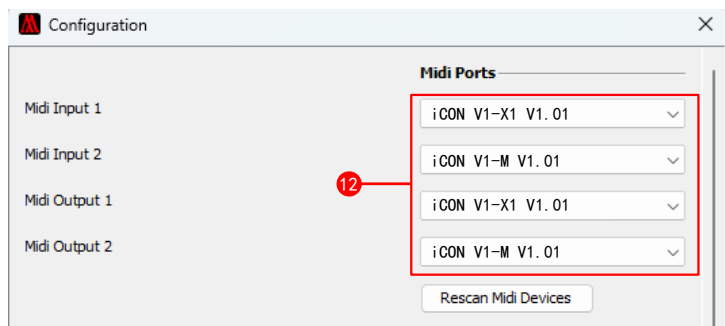 Configuration
Midi Ports
Midi Input 1
iCON V1-X1 V1.01
Midi Input 2
iCON V1-M V1.01
12
Midi Output 1
iCON V1-X1 V1.01
Midi Output 2
iCON V1-M V1.01
Rescan Midi Devices